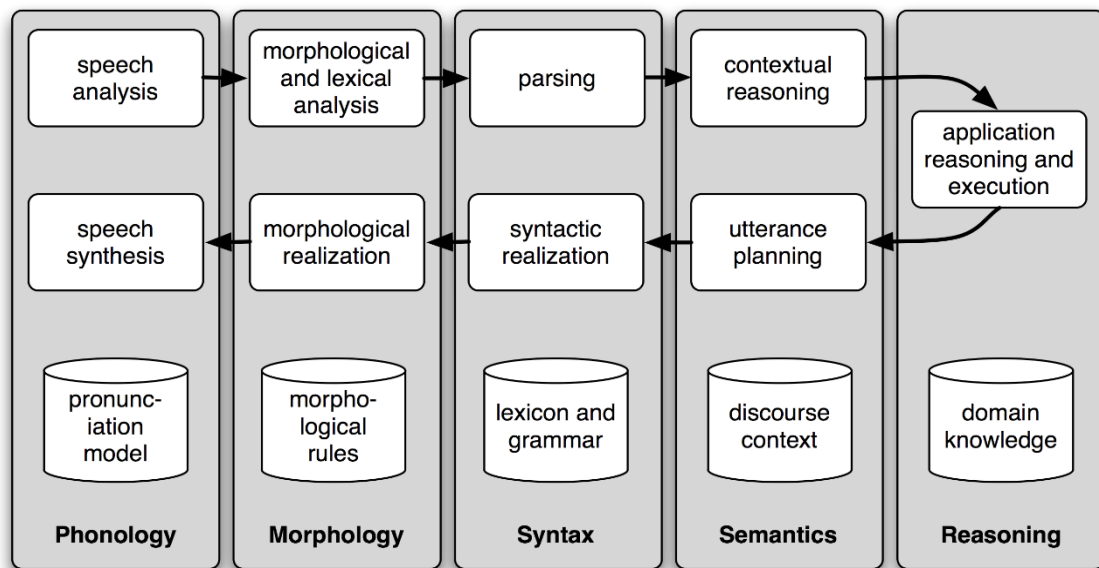 speech
analysis
morphological
and lexical
analysis
parsing
contextual
reasoning
application
reasoning and
execution
speech
synthesis
morphological
realization
syntactic
realization
utterance
planning
pronunc-
iation
model
morpho-
logical
rules
lexicon and
grammar
discourse
context
domain
knowledge
Phonology
Morphology
Syntax
Semantics
Reasoning